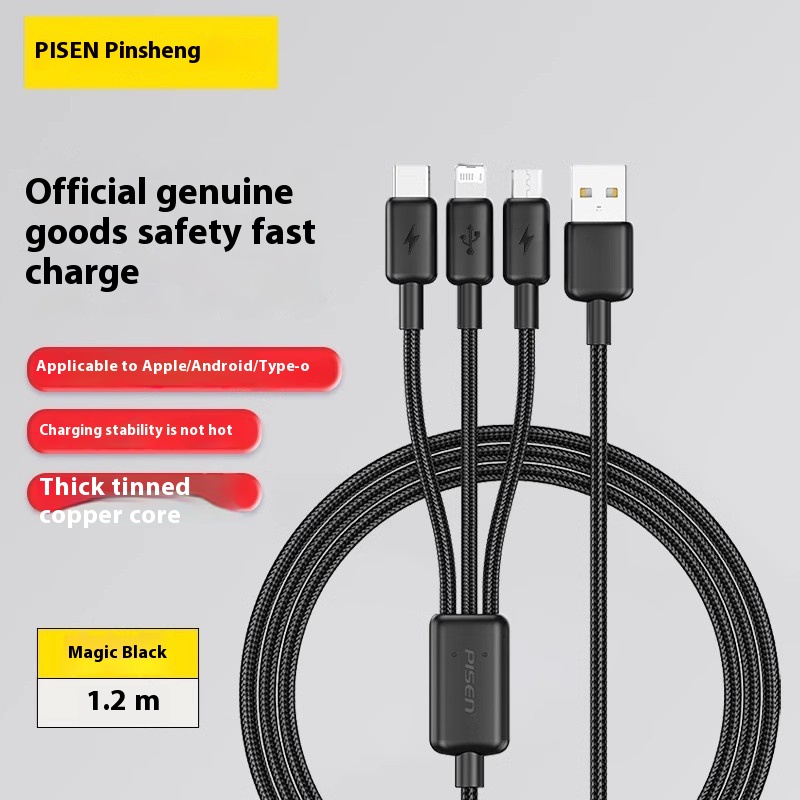 PISEN Pinsheng
Official genuine
goods safety fast
charge
Applicable to Apple/Android/Type-o
Charging stability is not hot
Thick tinned
copper core
Magic Black
1.2 m
PISEN